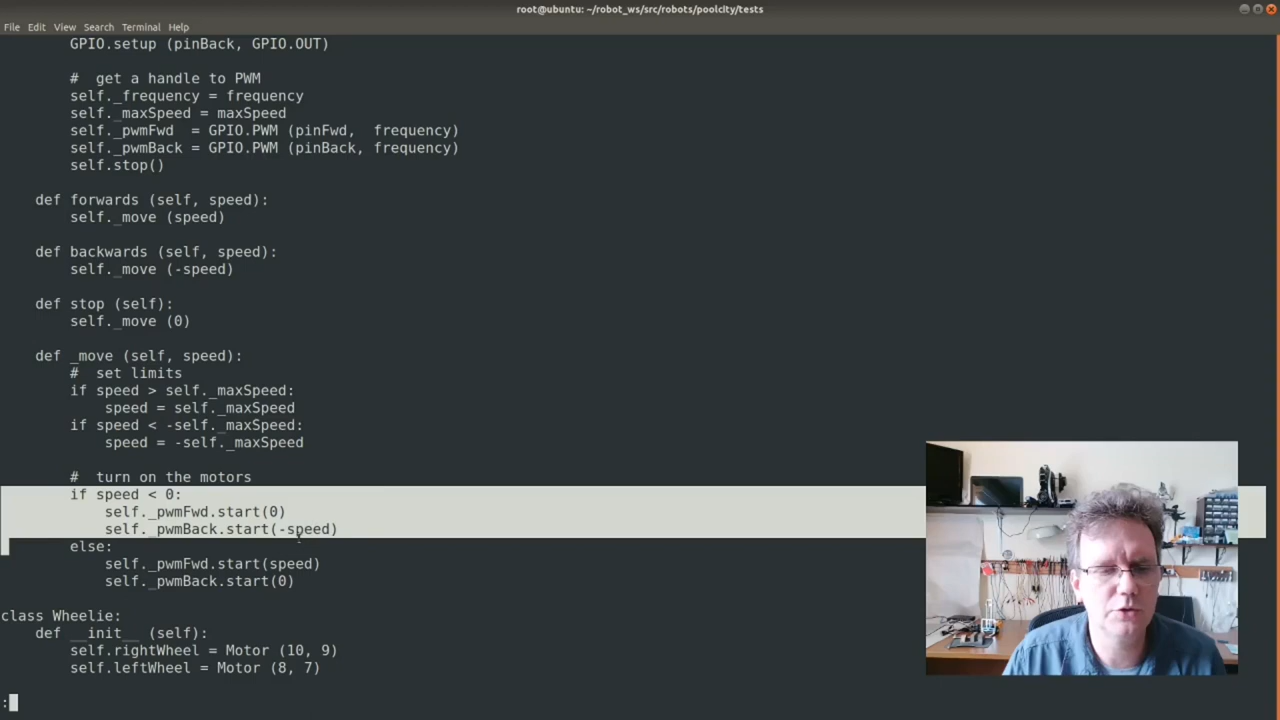 root@ubuntu: ~/robot_ws/src/robots/poolcity/tests
File Edit View Search Terminal Help
GPIO.setup (pinBack, GPIO.OUT)
# get a handle to PWM
self._frequency = frequency
self._maxSpeed = maxSpeed
self._pwmFwd  = GPIO.PWM (pinFwd,  frequency)
self._pwmBack = GPIO.PWM (pinBack, frequency)
self.stop()
def forwards (self, speed):
self._move (speed)
def backwards (self, speed):
self._move (-speed)
def stop (self):
self._move (0)
def _move (self, speed):
#  set limits
if speed > self._maxSpeed:
speed = self._maxSpeed
if speed < -self._maxSpeed:
speed = -self._maxSpeed
#  turn on the motors
if speed < 0:
self._pwmFwd.start(0)
self._pwmBack.start(-speed)
else:
self._pwmFwd.start(speed)
self._pwmBack.start(0)
class Wheelie:
def __init__ (self):
self.rightWheel = Motor (10, 9)
self.leftWheel = Motor (8, 7)
: